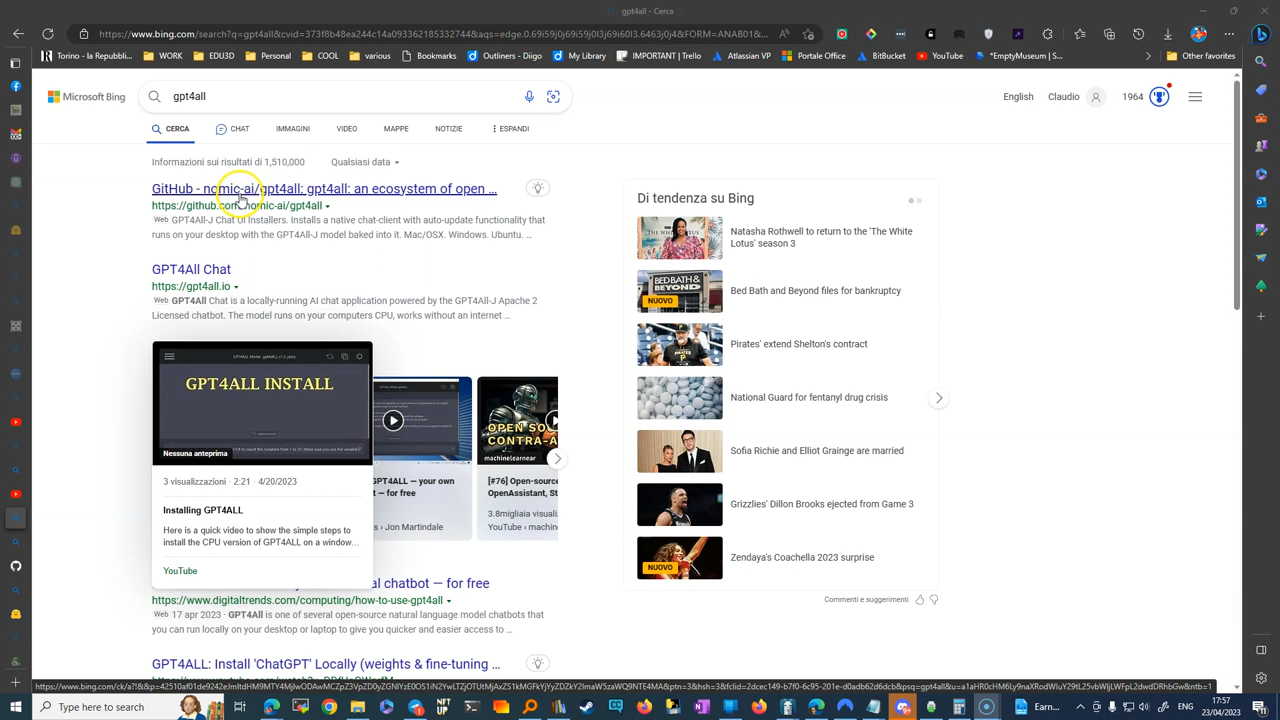 gpt4all - Cerca
https://www.bing.com/search?q=gpt4all&cvid=373f8b48ea244c14a093362185332744&aqs=edge.0.69i59j0j69i59j0l3j69i60l3.6463j0j4&FORM=ANAB01&...
Torino - la Repubbli...
WORK
EDU3D
Personal
COOL
various
Bookmarks
Outliners - Diigo
My Library
[IMPORTANTE] Trello
Atlassian VP
Portale Office
BitBucket
YouTube
*EmptyMuseum | S...
Other favorites
Microsoft Bing
gpt4all
English
Claudio
1964
CERCA
CHAT
IMMAGINI
VIDEO
MAPPE
NOTIZIE
ESPANDI
Informazioni sui risultati di 1,510,000
Qualsiasi data
GitHub - nomic-ai/gpt4all: gpt4all: an ecosystem of open ...
https://github.com/nomic-ai/gpt4all
Web GPT4All-J Chat UI Installers. Installs a native chat-client with auto-update functionality that
runs on your desktop with the GPT4All-J model baked into it. Mac/OSX. Windows. Ubuntu. ...
GPT4All Chat
https://gpt4all.io
Web GPT4All Chat is a locally-running AI chat application powered by the GPT4All-J Apache 2
Licensed chatbot. The model runs on your computers CPU, works without an internet ...
GPT4ALL INSTALL
Nessuna anteprima
3 visualizzazioni · 2:21 · 4/20/2023
Installing GPT4ALL
Here is a quick video to show the simple steps to
install the CPU version of GPT4ALL on a window...
YouTube
GPT4ALL — your own
— for free
› Jon Martindale
OPEN SO
CONTRA-A
machinelearnear
[#76] Open-source
OpenAssistant, St
3.8migliaia visuali
YouTube › machin
al chatbot — for free
https://www.digitaltrends.com/computing/how-to-use-gpt4all
Web 17 apr 2023 · GPT4All is one of several open-source natural language model chatbots that
you can run locally on your desktop or laptop to give you quicker and easier access to ...
GPT4ALL: Install 'ChatGPT' Locally (weights & fine-tuning ...
Di tendenza su Bing
Natasha Rothwell to return to the 'The White
Lotus' season 3
NUOVO
Bed Bath and Beyond files for bankruptcy
Pirates' extend Shelton's contract
National Guard for fentanyl drug crisis
Sofia Richie and Elliot Grainge are married
Grizzlies' Dillon Brooks ejected from Game 3
NUOVO
Zendaya's Coachella 2023 surprise
Commenti e suggerimenti
Type here to search
Earn...
17:57
23/04/2023